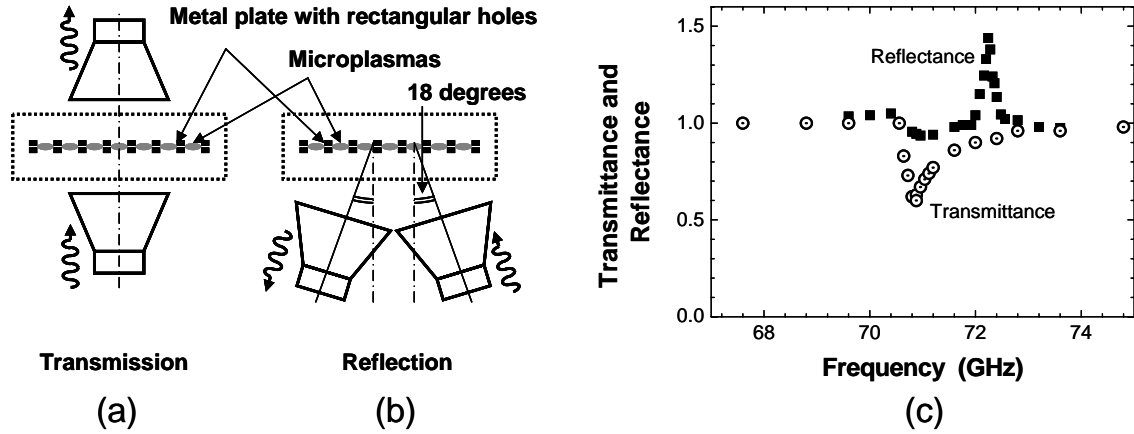 Metal plate with rectangular holes
Microplasmas
18 degrees
Transmission
Reflection
(a)
(b)
Transmittance and
Reflectance
1.5
1.0
0.5
0.0
Reflectance
Transmittance
68
70
72
74
Frequency (GHz)
(c)